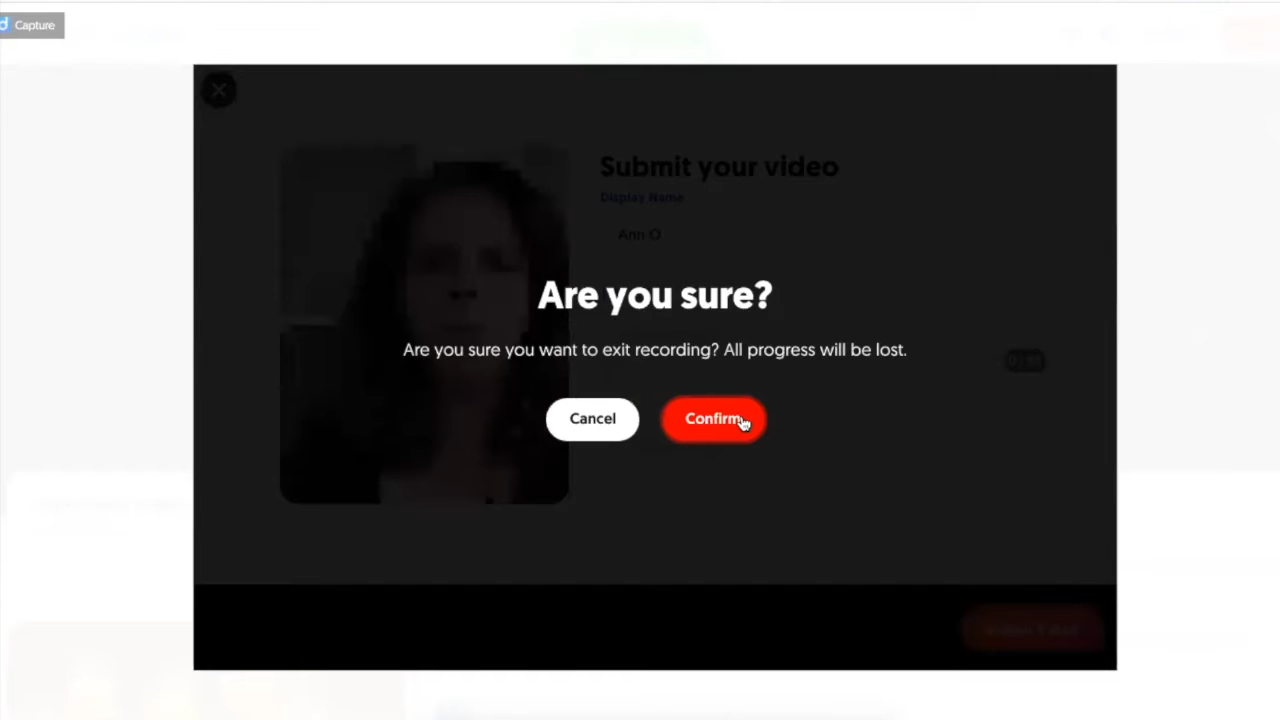 Capture
Submit your video
Display Name
Ann O
Are you sure?
Are you sure you want to exit recording? All progress will be lost.
Cancel
Confirm